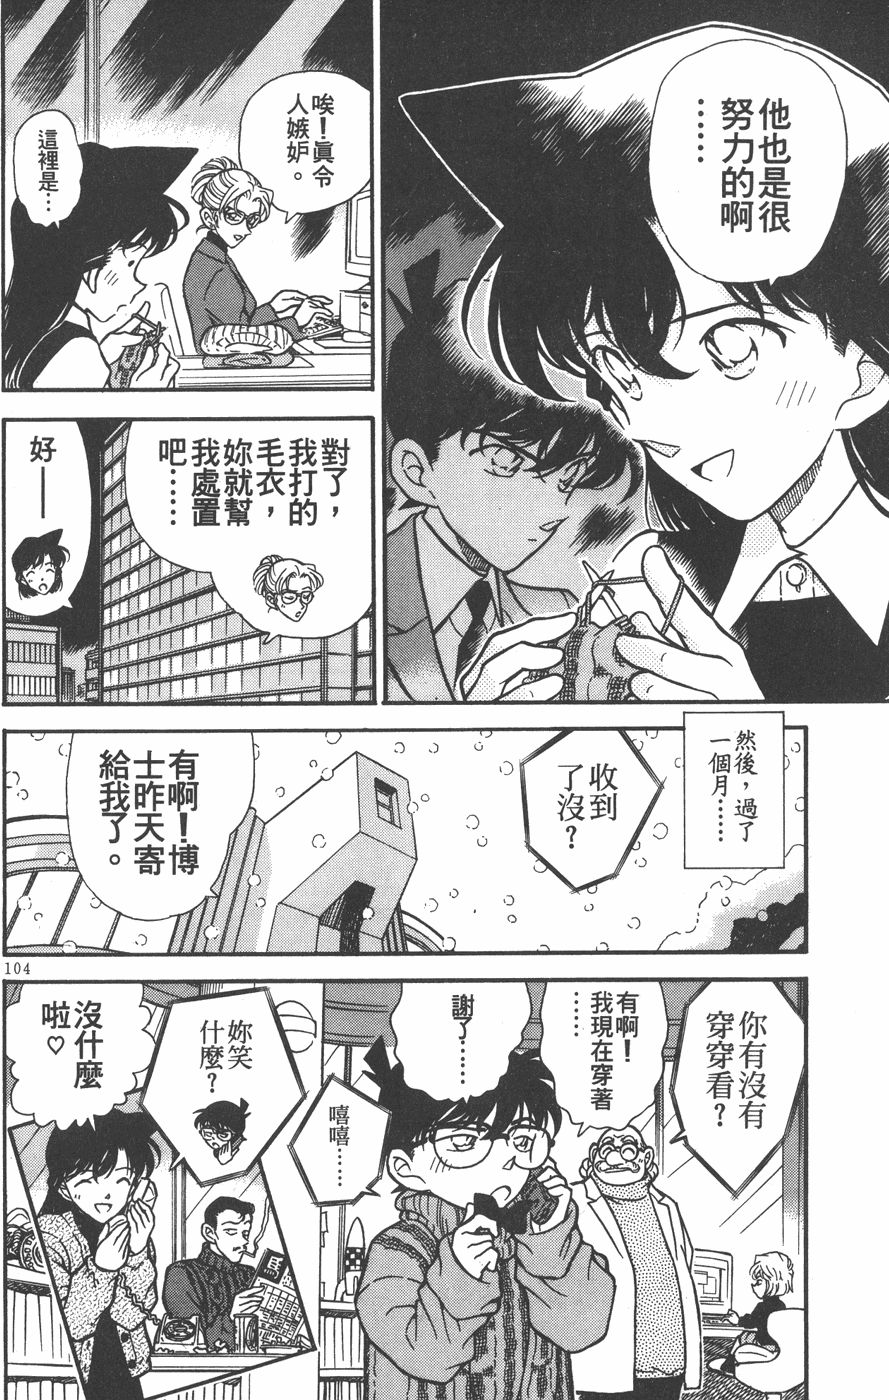 他也是很
努力的啊
……
唉！眞令
人嫉妒。
這裡是…
對了，
我打的
毛衣，
妳就幫
我處置
吧……
好——
然後，過了
一個月……
收到
了沒？
有啊！博
士昨天寄
給我了。
104
你有沒有
穿穿看？
有啊！
我現在穿著
……
謝了……
嘻嘻……
妳笑
什麼？
沒什麼
啦♡
馬